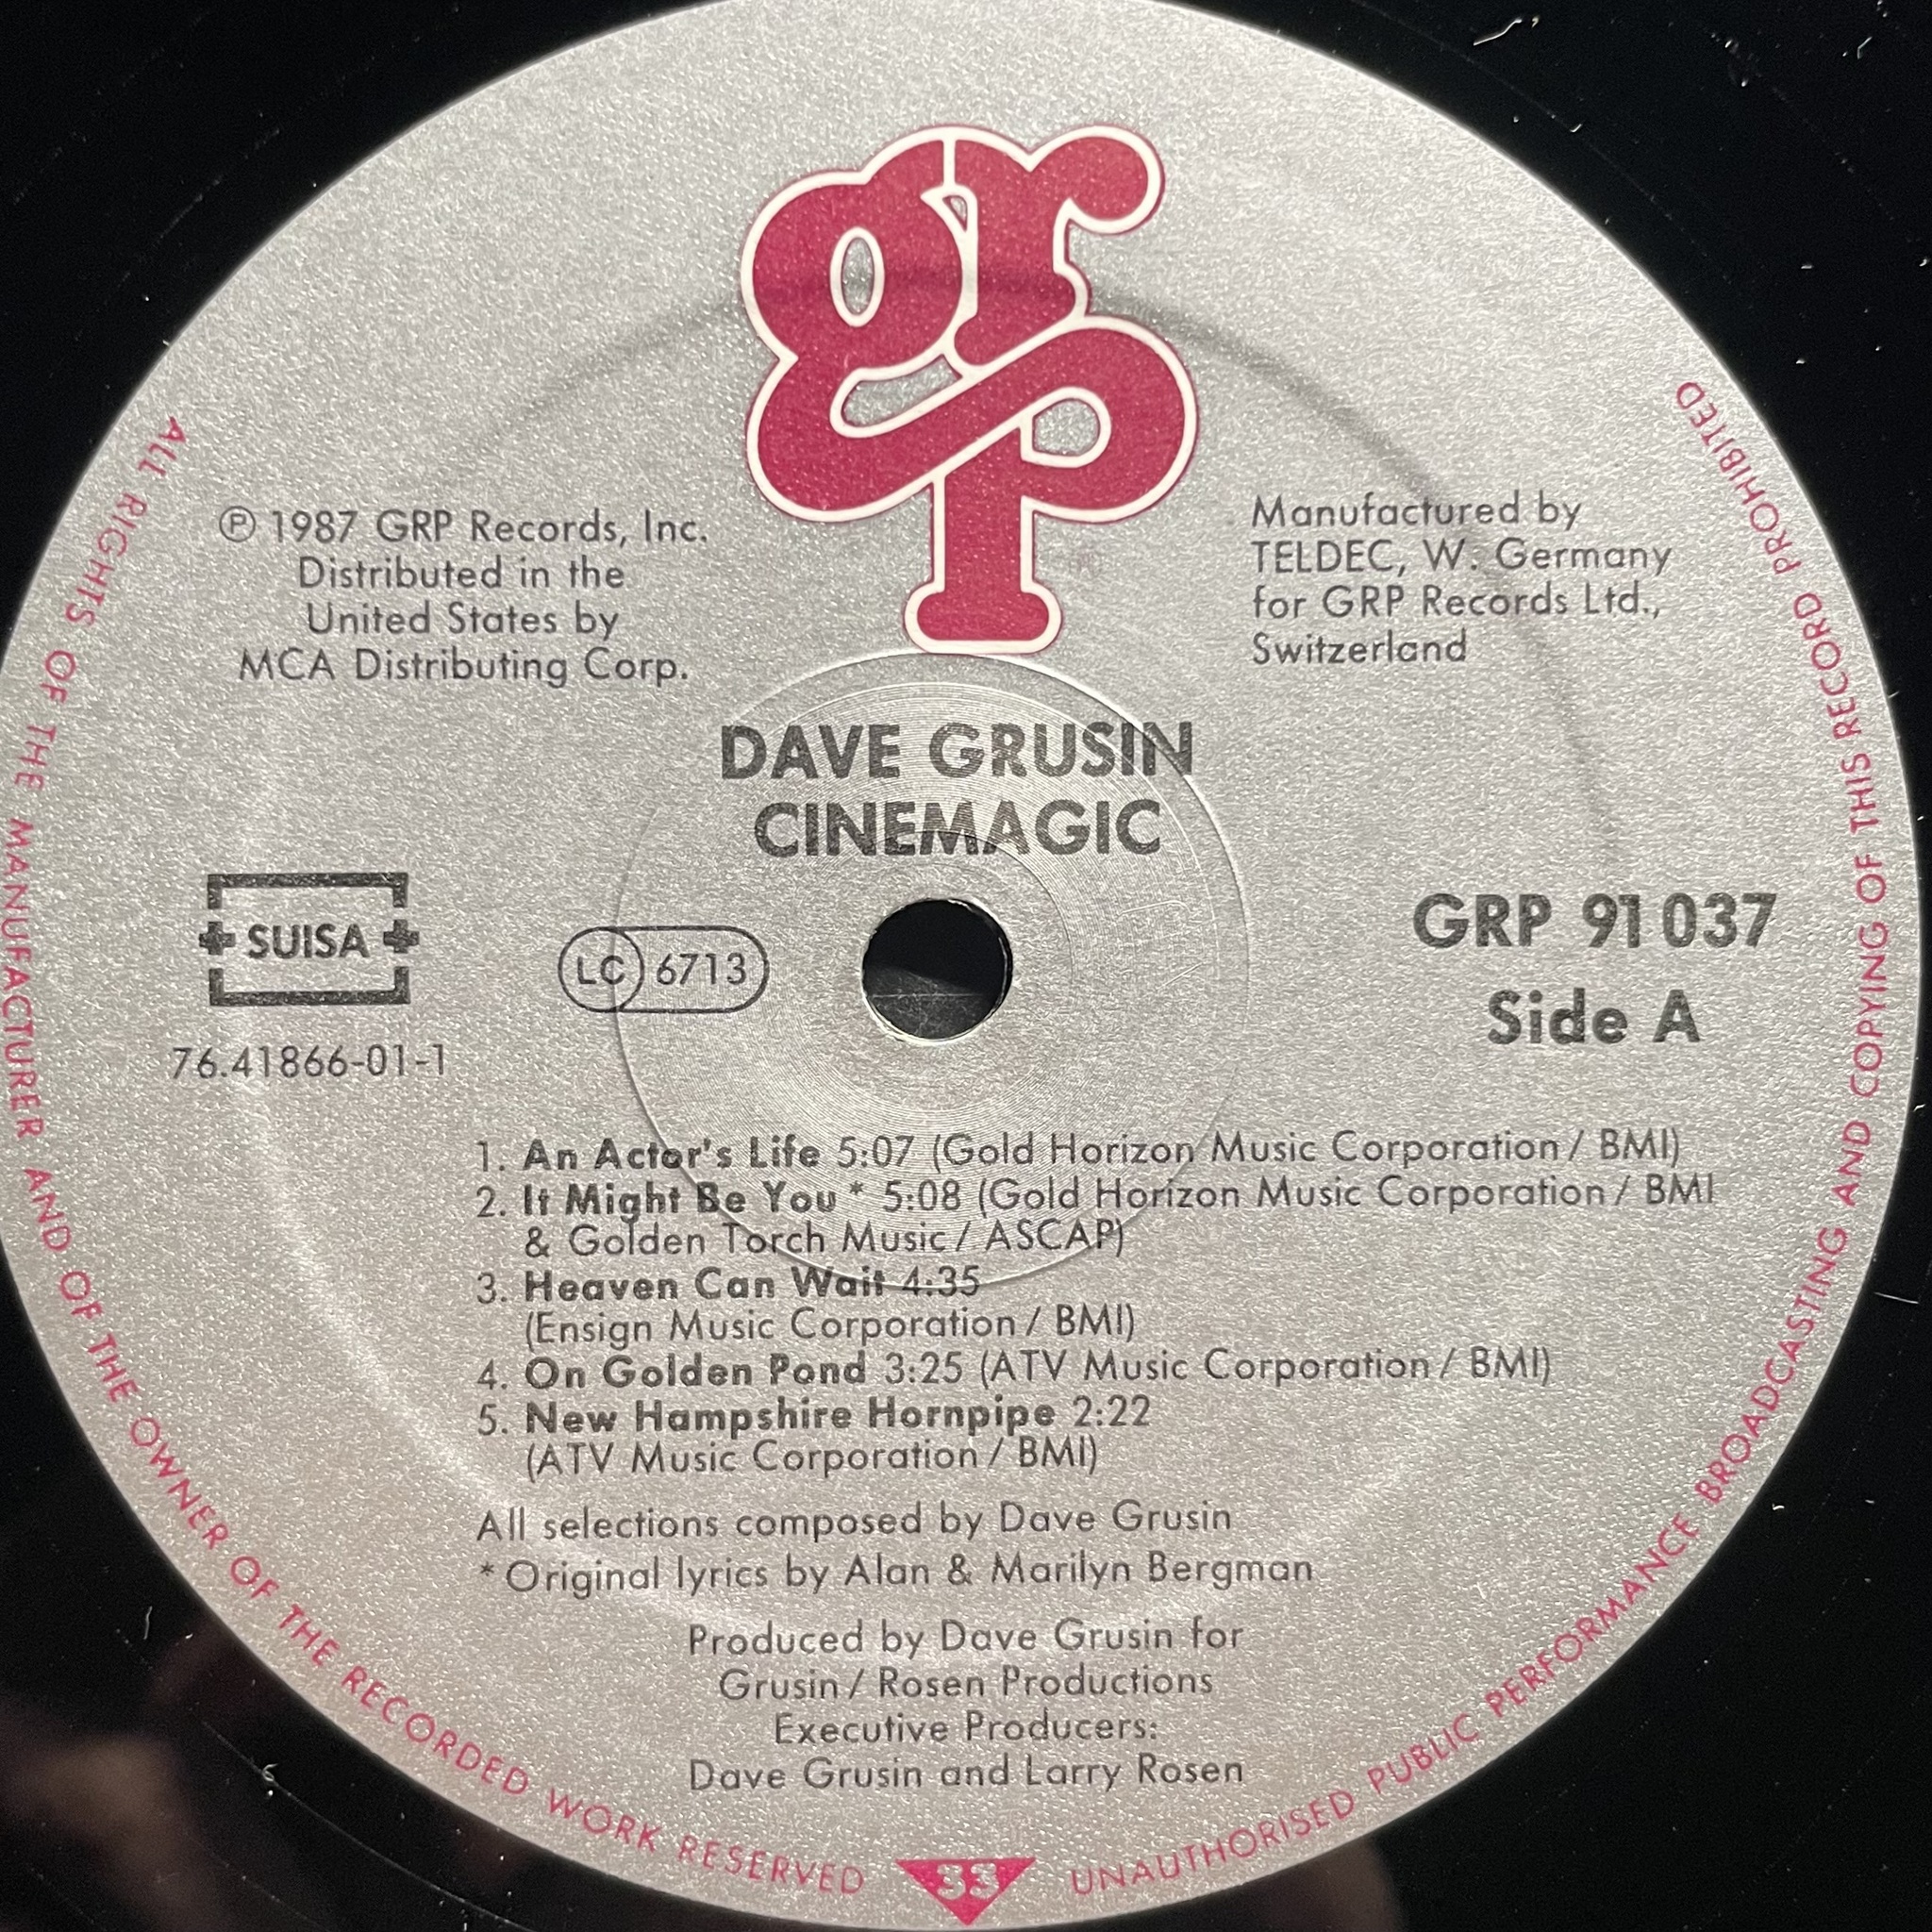 grp
℗ 1987 GRP Records, Inc.
Distributed in the
United States by
MCA Distributing Corp.
Manufactured by
TELDEC, W. Germany
for GRP Records Ltd.,
Switzerland
DAVE GRUSIN
CINEMAGIC
SUISA
LC 6713
76.41866-01-1
GRP 91 037
Side A
1. An Actor's Life 5:07 (Gold Horizon Music Corporation / BMI)
2. It Might Be You * 5:08 (Gold Horizon Music Corporation / BMI
& Golden Torch Music / ASCAP)
3. Heaven Can Wait 4:35
(Ensign Music Corporation / BMI)
4. On Golden Pond 3:25 (ATV Music Corporation / BMI)
5. New Hampshire Hornpipe 2:22
(ATV Music Corporation / BMI)
All selections composed by Dave Grusin
* Original lyrics by Alan & Marilyn Bergman
Produced by Dave Grusin for
Grusin / Rosen Productions
Executive Producers:
Dave Grusin and Larry Rosen
ALL RIGHTS OF THE MANUFACTURER AND OF THE OWNER OF THE RECORDED WORK RESERVED
33
UNAUTHORISED PUBLIC PERFORMANCE BROADCASTING AND COPYING OF THIS RECORD PROHIBITED